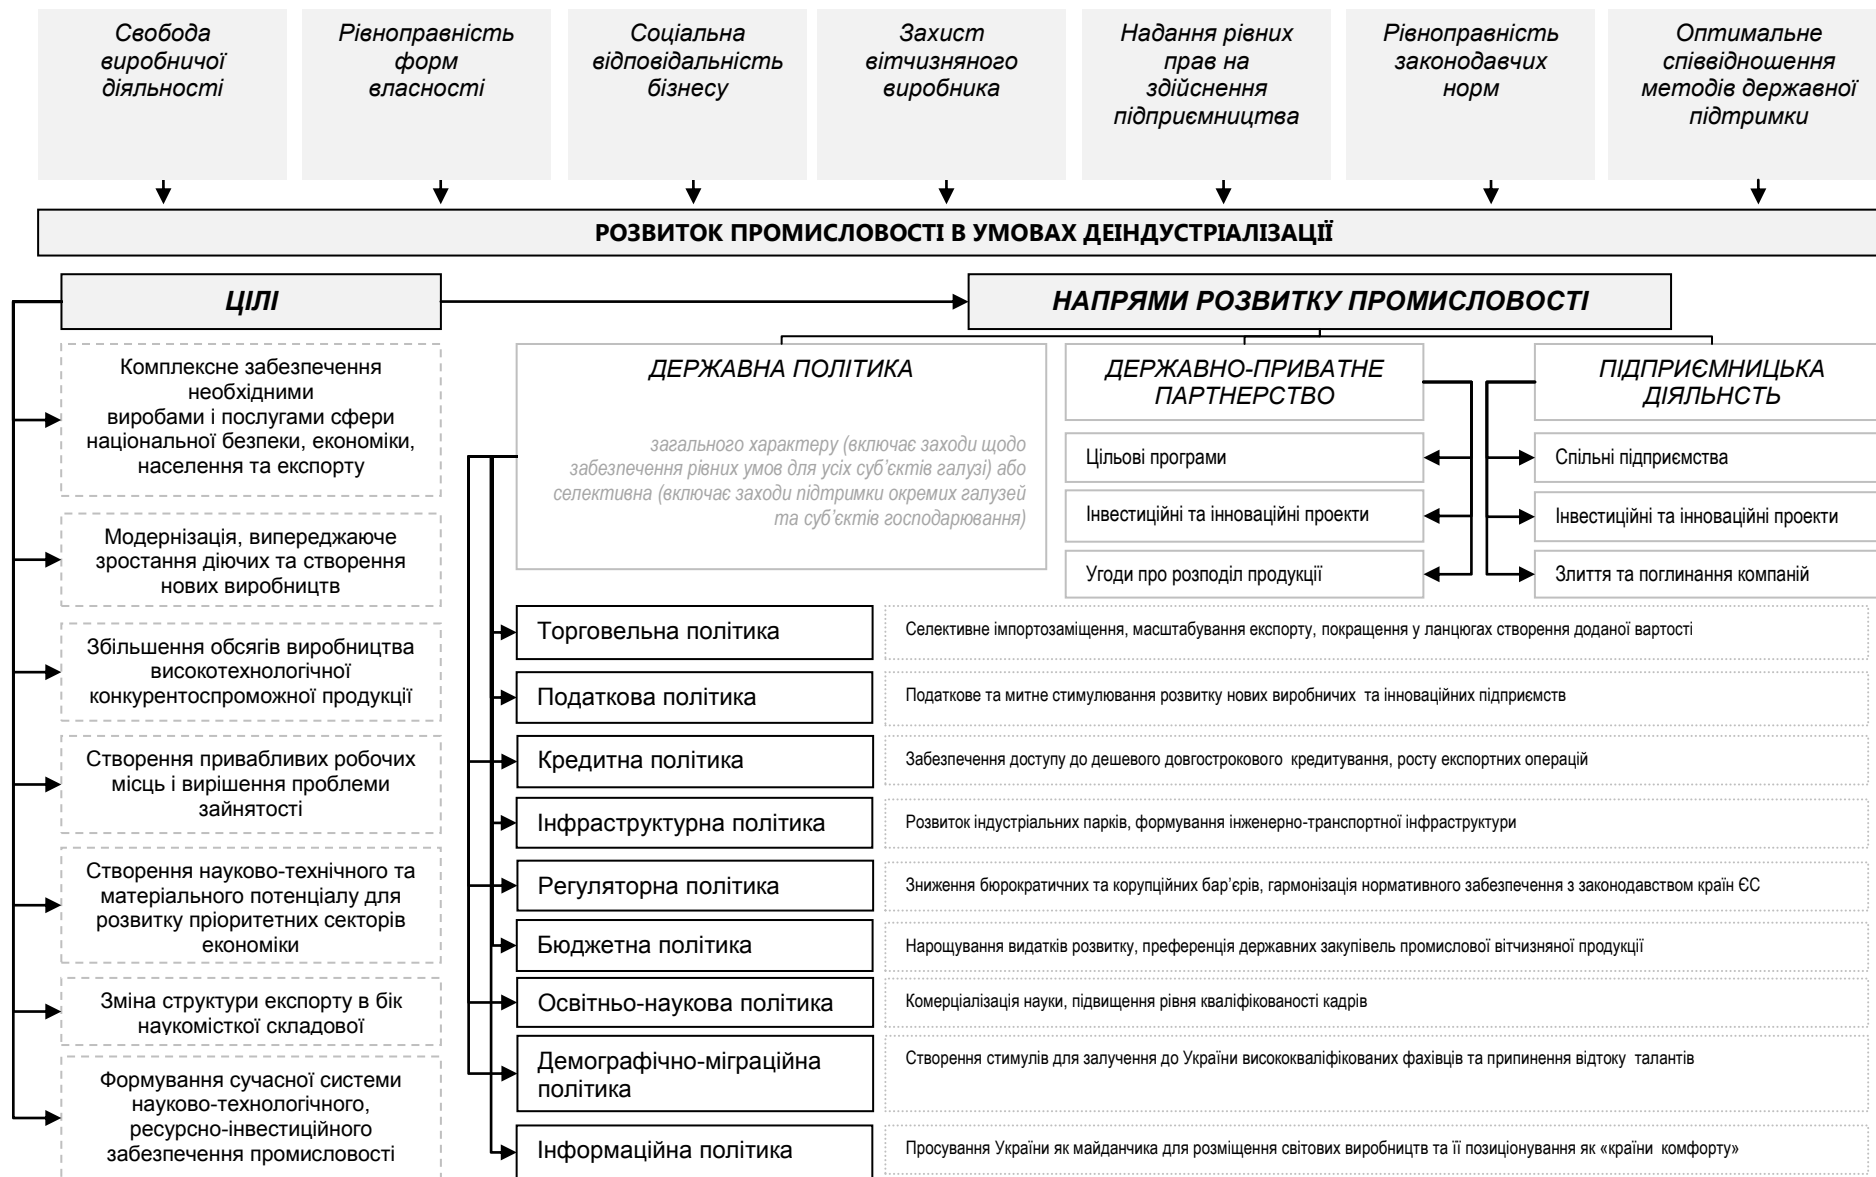 Свобода
виробничої
діяльності
Рівноправність
форм
власності
Соціальна
відповідальність
бізнесу
Захист
вітчизняного
виробника
Надання рівних
прав на
здійснення
підприємництва
Рівноправність
законодавчих
норм
Оптимальне
співвідношення
методів державної
підтримки
РОЗВИТОК ПРОМИСЛОВОСТІ В УМОВАХ ДЕІНДУСТРІАЛІЗАЦІЇ
ЦІЛІ
НАПРЯМИ РОЗВИТКУ ПРОМИСЛОВОСТІ
Комплексне забезпечення
необхідними
виробами і послугами сфери
національної безпеки, економіки,
населення та експорту
Модернізація, випереджаюче
зростання діючих та створення
нових виробництв
Збільшення обсягів виробництва
високотехнологічної
конкурентоспроможної продукції
Створення привабливих робочих
місць і вирішення проблеми
зайнятості
Створення науково-технічного та
матеріального потенціалу для
розвитку пріоритетних секторів
економіки
Зміна структури експорту в бік
наукомісткої складової
Формування сучасної системи
науково-технологічного,
ресурсно-інвестиційного
забезпечення промисловості
ДЕРЖАВНА ПОЛІТИКА
загального характеру (включає заходи щодо
забезпечення рівних умов для усіх суб’єктів галузі) або
селективна (включає заходи підтримки окремих галузей
та суб’єктів господарювання)
ДЕРЖАВНО-ПРИВАТНЕ
ПАРТНЕРСТВО
Цільові програми
Інвестиційні та інноваційні проекти
Угоди про розподіл продукції
ПІДПРИЄМНИЦЬКА
ДІЯЛЬНСТЬ
Спільні підприємства
Інвестиційні та інноваційні проекти
Злиття та поглинання компаній
Торговельна політика
Селективне імпортозаміщення, масштабування експорту, покращення у ланцюгах створення доданої вартості
Податкова політика
Податкове та митне стимулювання розвитку нових виробничих та інноваційних підприємств
Кредитна політика
Забезпечення доступу до дешевого довгострокового кредитування, росту експортних операцій
Інфраструктурна політика
Розвиток індустріальних парків, формування інженерно-транспортної інфраструктури
Регуляторна політика
Зниження бюрократичних та корупційних бар’єрів, гармонізація нормативного забезпечення з законодавством країн ЄС
Бюджетна політика
Нарощування видатків розвитку, преференція державних закупівель промислової вітчизняної продукції
Освітньо-наукова політика
Комерціалізація науки, підвищення рівня кваліфікованості кадрів
Демографічно-міграційна
політика
Створення стимулів для залучення до України висококваліфікованих фахівців та припинення відтоку талантів
Інформаційна політика
Просування України як майданчика для розміщення світових виробництв та її позиціонування як «країни комфорту»